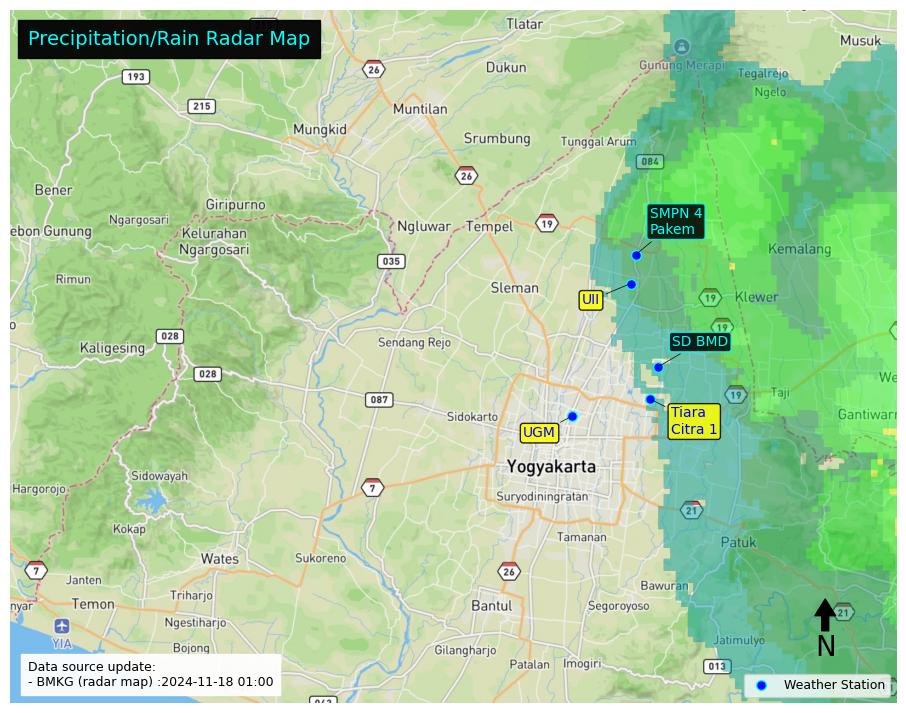 Precipitation/Rain Radar Map
Tlatar
Musuk
26
Dukun
Gunung Merapi
Tegalrejo
Ngelo
193
215
Muntilan
Mungkid
Srumbung
Tunggal Arum
084
26
Bener
Giripurno
SMPN 4
Pakem
Ngargosari
ebon Gunung
Kelurahan
Ngargosari
Ngluwar
Tempel
19
Kemalang
035
Rimun
Sleman
UII
19
Klewer
19
028
Kaligesing
Sendang Rejo
SD BMD
028
We
087
19
Taji
Sidokarto
Tiara
Citra 1
Gantiwar
UGM
Yogyakarta
Sidowayah
Hargorojo
7
Suryodiningratan
21
Kokap
Tamanan
Patuk
Wates
Sukoreno
7
Janten
26
Bawuran
Temon
Triharjo
Bantul
Segoroyoso
21
nyar
Ngestiharjo
YIA
Jatimulyo
N
Bojong
Gilangharjo
Patalan
Imogiri
013
Data source update:
- BMKG (radar map) :2024-11-18 01:00
Weather Station